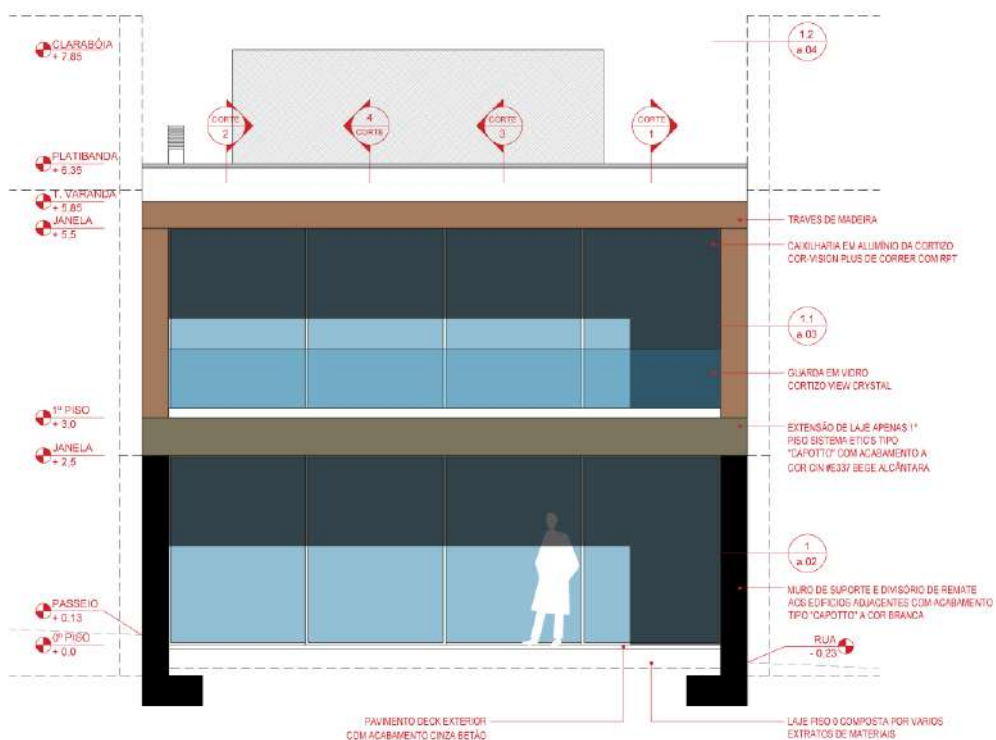 CLARABÓIA
+ 7.85
1.2
a.04
CORTE
2
4
CORTE
CORTE
3
CORTE
1
PLATIBANDA
+ 6.35
T. VARANDA
+ 5.85
JANELA
+ 5.5
TRAVES DE MADEIRA
CAIXILHARIA EM ALUMÍNIO DA CORTIZO
COR-VISION PLUS DE CORRER COM RPT
1.1
a.03
GUARDA EM VIDRO
CORTIZO VIEW CRYSTAL
1º PISO
+ 3.0
JANELA
+ 2.5
EXTENSÃO DE LAJE APENAS 1º
PISO SISTEMA ETICS TIPO
"CAPOTTO" COM ACABAMENTO A
COR CIN #E337 BEGE ALCÂNTARA
1
a.02
MURO DE SUPORTE E DIVISÓRIO DE REMATE
AOS EDIFICIOS ADJACENTES COM ACABAMENTO
TIPO "CAPOTTO" A COR BRANCA
PASSEIO
+ 0.13
0º PISO
+ 0.0
RUA
- 0.23
PAVIMENTO DECK EXTERIOR
COM ACABAMENTO CINZA BETÃO
LAJE PISO 0 COMPOSTA POR VÁRIOS
EXTRATOS DE MATERIAIS